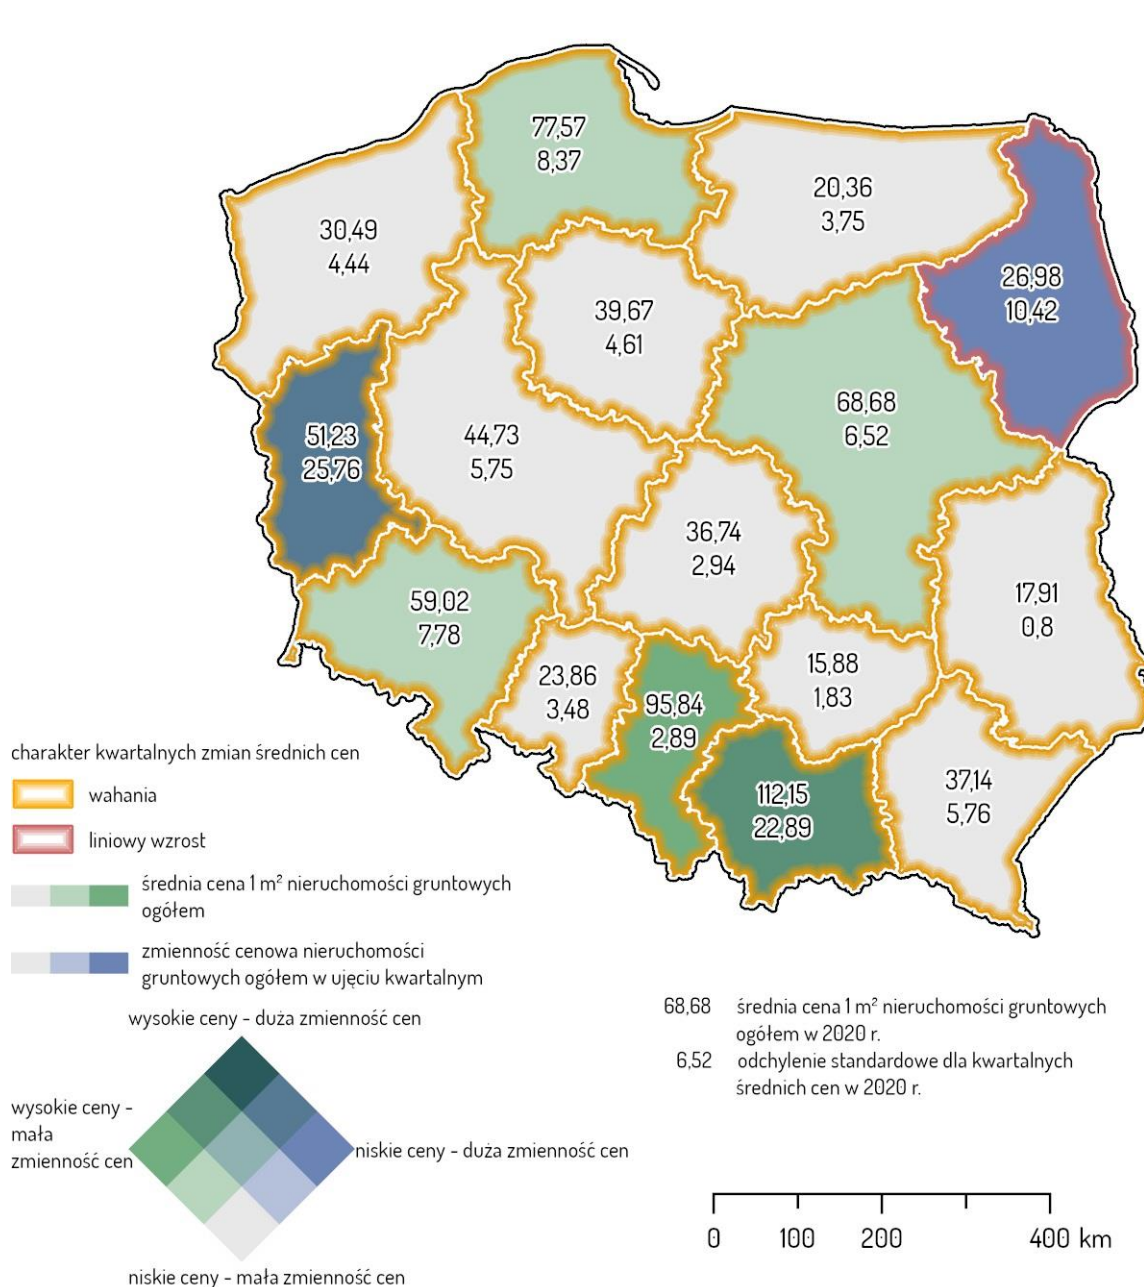 77,57
8,37
20,36
3,75
30,49
4,44
26,98
10,42
39,67
4,61
68,68
6,52
51,23
25,76
44,73
5,75
36,74
2,94
17,91
0,8
59,02
7,78
15,88
1,83
23,86
3,48
95,84
2,89
37,14
5,76
112,15
22,89
charakter kwartalnych zmian średnich cen
wahania
liniowy wzrost
średnia cena 1 m² nieruchomości gruntowych
ogółem
zmienność cenowa nieruchomości
gruntowych ogółem w ujęciu kwartalnym
wysokie ceny - duża zmienność cen
wysokie ceny -
mała
zmienność cen
niskie ceny - duża zmienność cen
niskie ceny - mała zmienność cen
68,68 średnia cena 1 m² nieruchomości gruntowych
ogółem w 2020 r.
6,52 odchylenie standardowe dla kwartalnych
średnich cen w 2020 r.
0 100 200 400 km